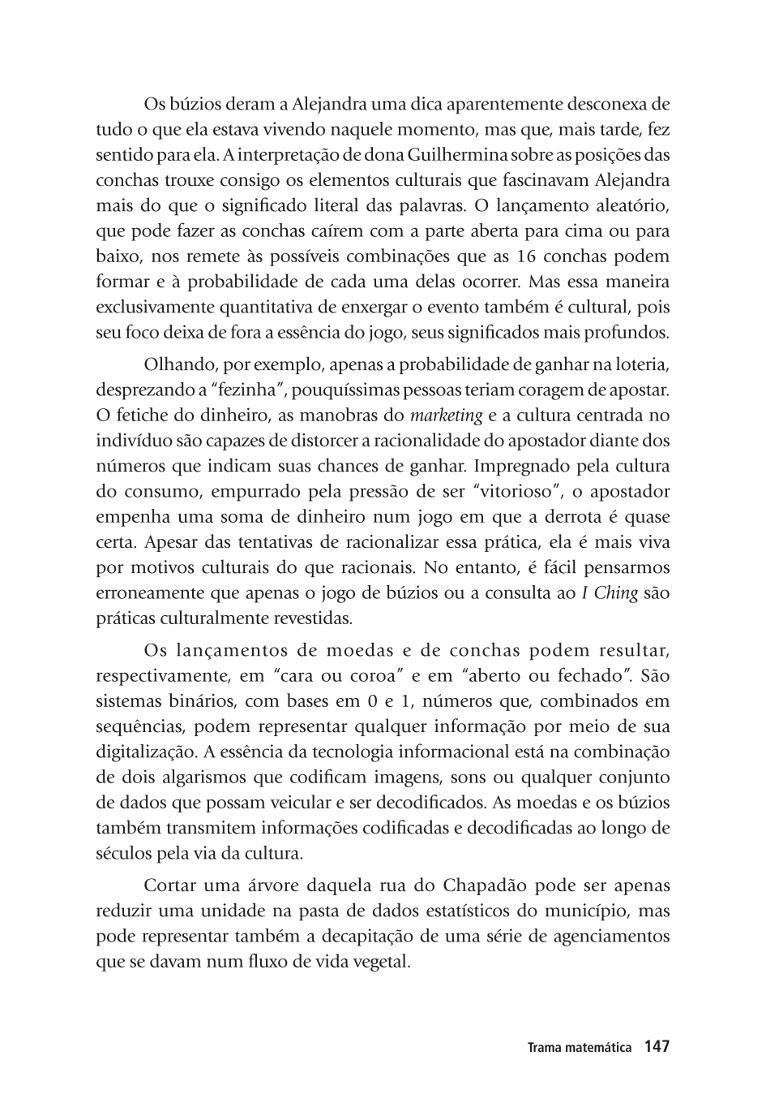 Os búzios deram a Alejandra uma dica aparentemente desconexa de
tudo o que ela estava vivendo naquele momento, mas que, mais tarde, fez
sentido para ela. A interpretação de dona Guilhermina sobre as posições das
conchas trouxe consigo os elementos culturais que fascinavam Alejandra
mais do que o significado literal das palavras. O lançamento aleatório,
que pode fazer as conchas caírem com a parte aberta para cima ou para
baixo, nos remete às possíveis combinações que as 16 conchas podem
formar e à probabilidade de cada uma delas ocorrer. Mas essa maneira
exclusivamente quantitativa de enxergar o evento também é cultural, pois
seu foco deixa de fora a essência do jogo, seus significados mais profundos.
Olhando, por exemplo, apenas a probabilidade de ganhar na loteria,
desprezando a “fezinha”, pouquíssimas pessoas teriam coragem de apostar.
O fetiche do dinheiro, as manobras do marketing e a cultura centrada no
indivíduo são capazes de distorcer a racionalidade do apostador diante dos
números que indicam suas chances de ganhar. Impregnado pela cultura
do consumo, empurrado pela pressão de ser “vitorioso”, o apostador
empenha uma soma de dinheiro num jogo em que a derrota é quase
certa. Apesar das tentativas de racionalizar essa prática, ela é mais viva
por motivos culturais do que racionais. No entanto, é fácil pensarmos
erroneamente que apenas o jogo de búzios ou a consulta ao I Ching são
práticas culturalmente revestidas.
Os lançamentos de moedas e de conchas podem resultar,
respectivamente, em “cara ou coroa” e em “aberto ou fechado”. São
sistemas binários, com bases em 0 e 1, números que, combinados em
sequências, podem representar qualquer informação por meio de sua
digitalização. A essência da tecnologia informacional está na combinação
de dois algarismos que codificam imagens, sons ou qualquer conjunto
de dados que possam veicular e ser decodificados. As moedas e os búzios
também transmitem informações codificadas e decodificadas ao longo de
séculos pela via da cultura.
Cortar uma árvore daquela rua do Chapadão pode ser apenas
reduzir uma unidade na pasta de dados estatísticos do município, mas
pode representar também a decapitação de uma série de agenciamentos
que se davam num fluxo de vida vegetal.
Trama matemática 147